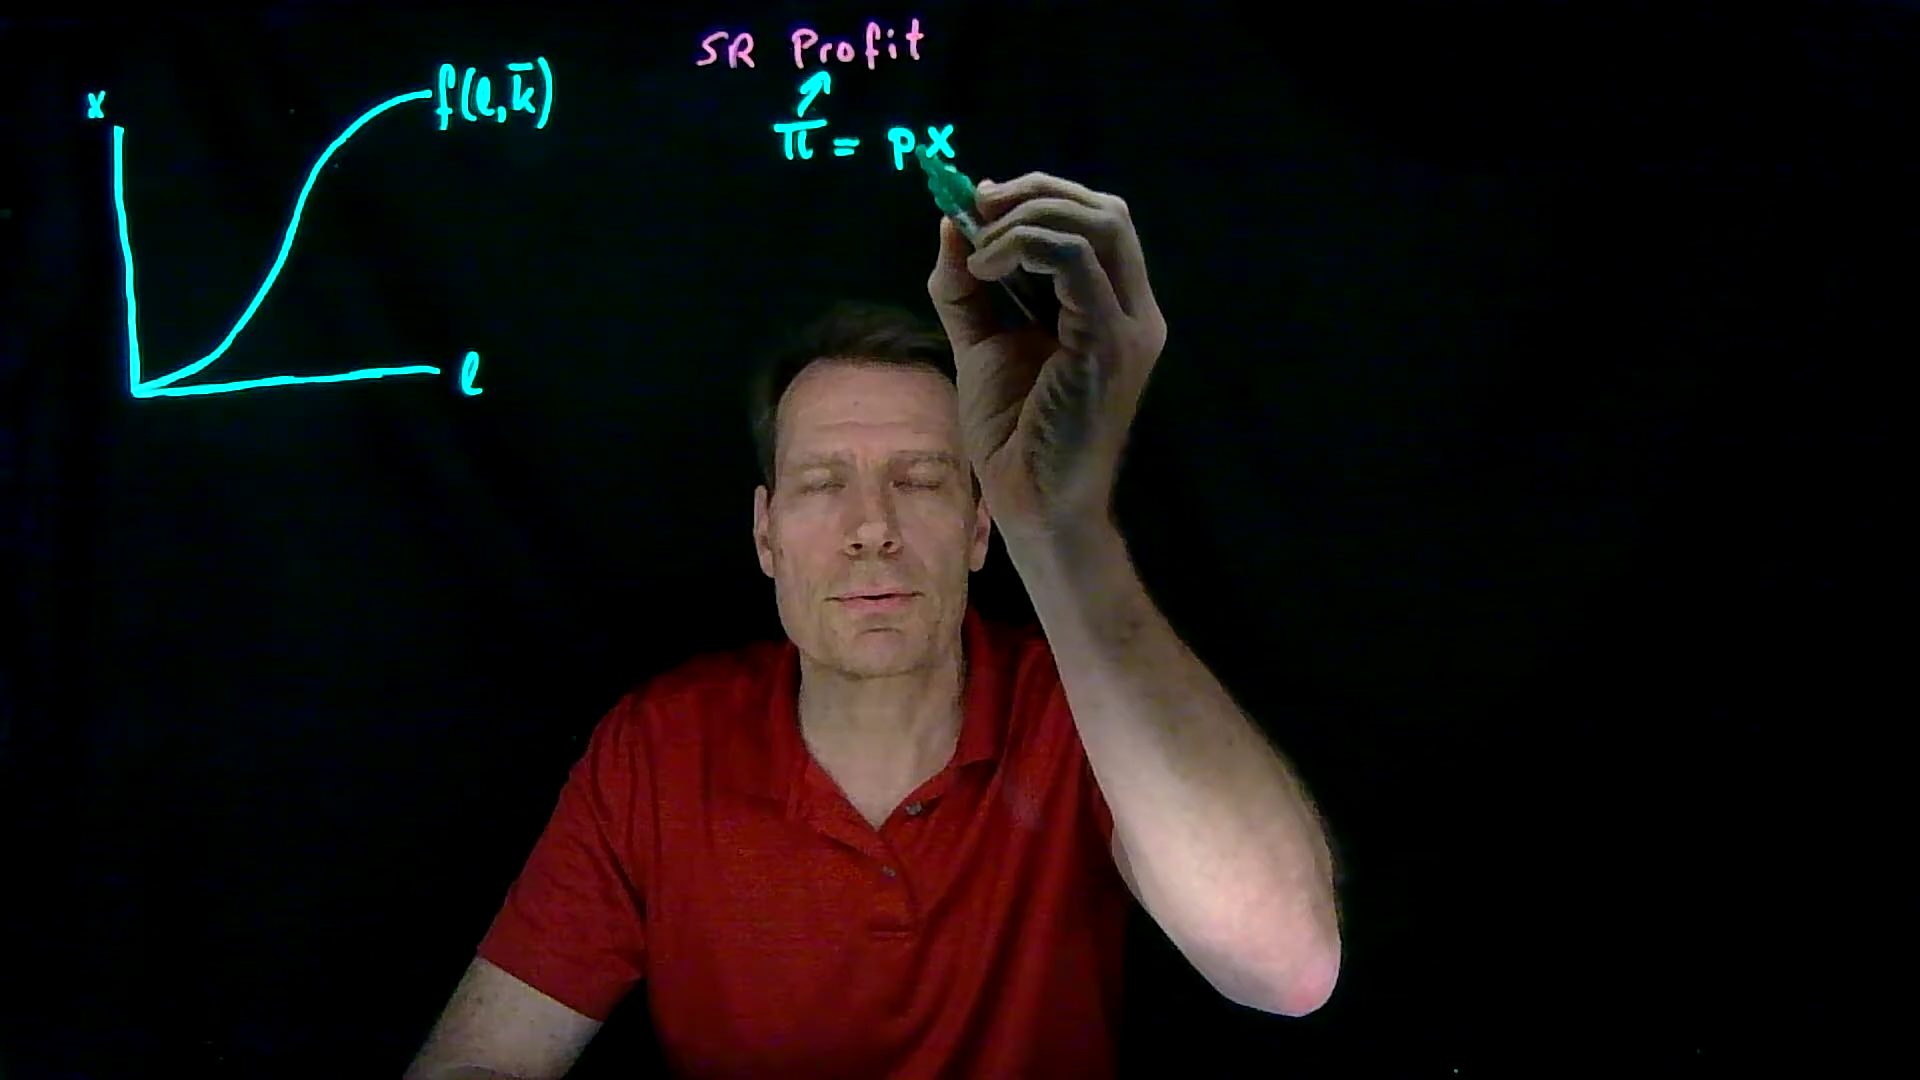 SR Profit
x
f(l, k̄)
π = px
l